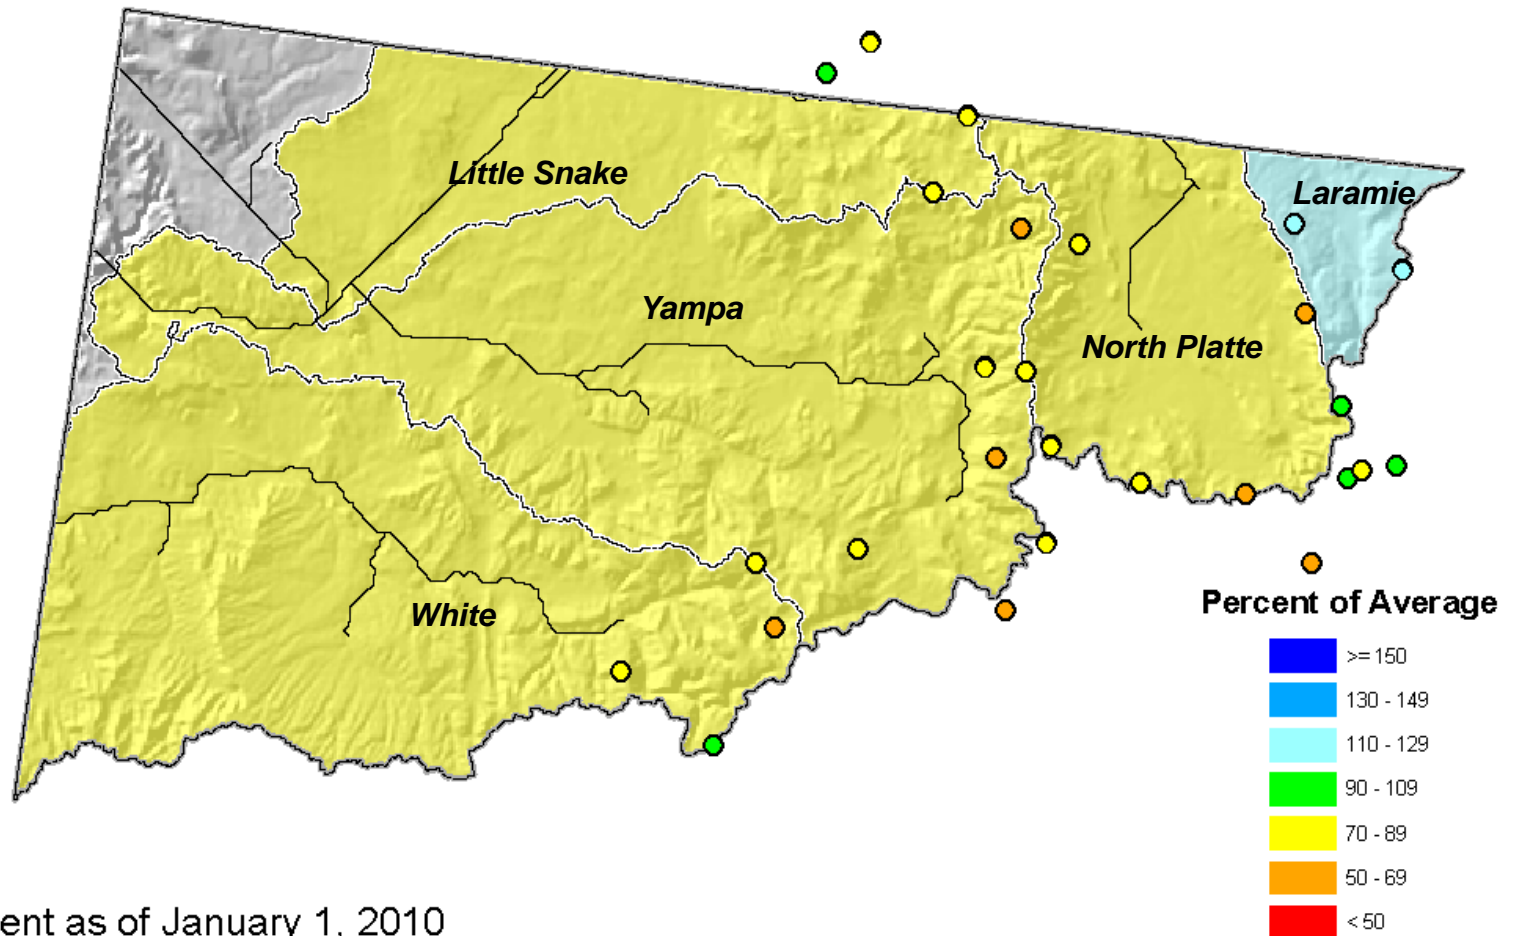 Little Snake
Laramie
Yampa
North Platte
White
Percent of Average
>= 150
130 - 149
110 - 129
90 - 109
70 - 89
50 - 69
< 50
ent as of January 1, 2010